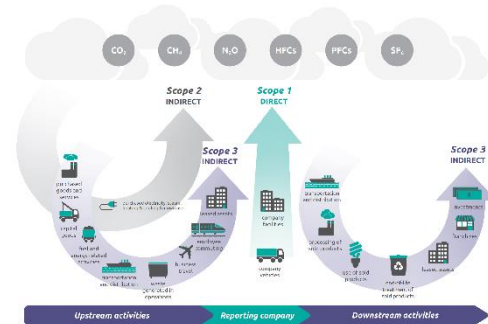 CO₂ CH₄ N₂O HFCs PFCs SF₆
Scope 2
INDIRECT
Scope 1
DIRECT
Scope 3
INDIRECT
Scope 3
INDIRECT
purchased
goods and
services
capital
goods
fuel and
energy related
activities
transportation
and distribution
waste
generated in
operations
business
travel
employee
commuting
leased assets
company
facilities
company
vehicles
transportation
and distribution
processing of
sold products
use of sold
products
end-of-life
treatment of
sold products
leased assets
franchises
investments
Upstream activities
Reporting company
Downstream activities